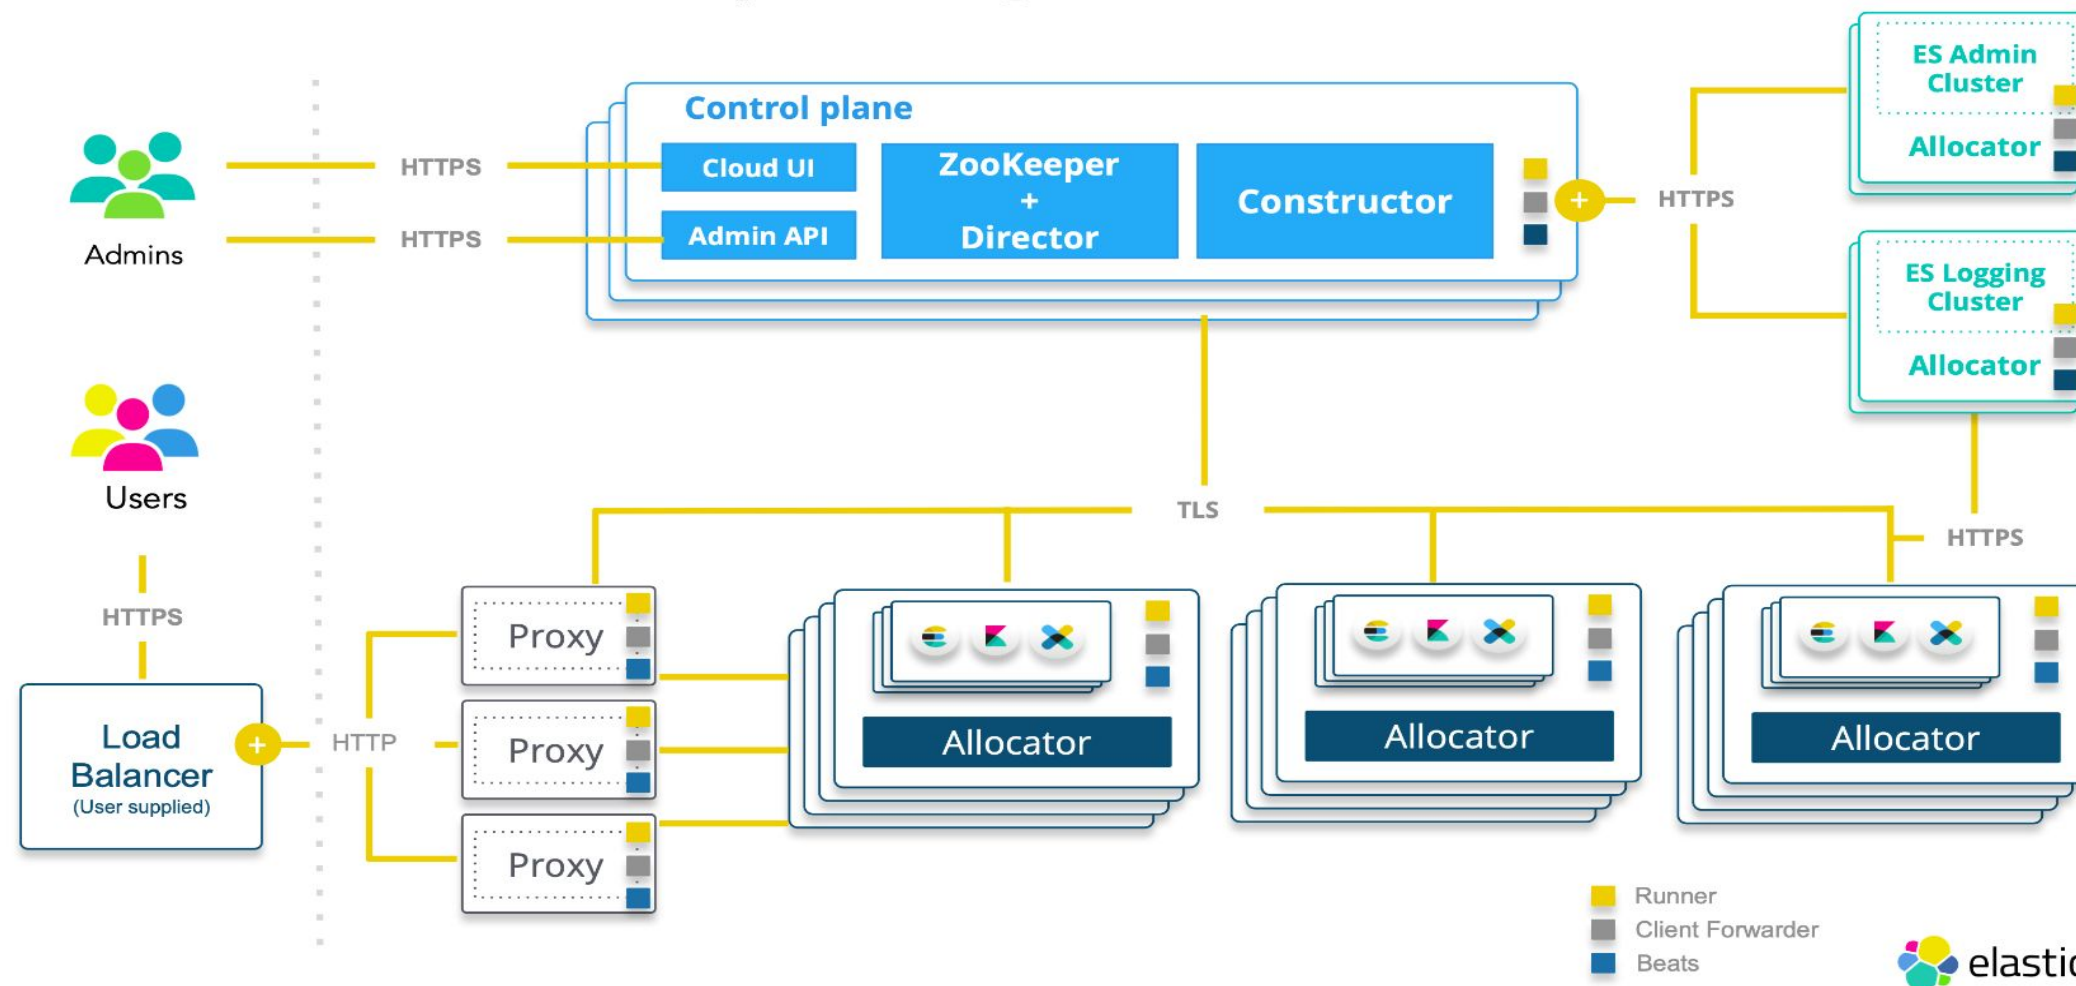 Control plane
ES Admin
Cluster
Allocator
Admins
HTTPS
HTTPS
Cloud UI
Admin API
ZooKeeper
+
Director
Constructor
+
HTTPS
ES Logging
Cluster
Allocator
Users
HTTPS
TLS
HTTPS
Load
Balancer
(User supplied)
+
HTTP
Proxy
Proxy
Proxy
Allocator
Allocator
Allocator
Runner
Client Forwarder
Beats
elastic